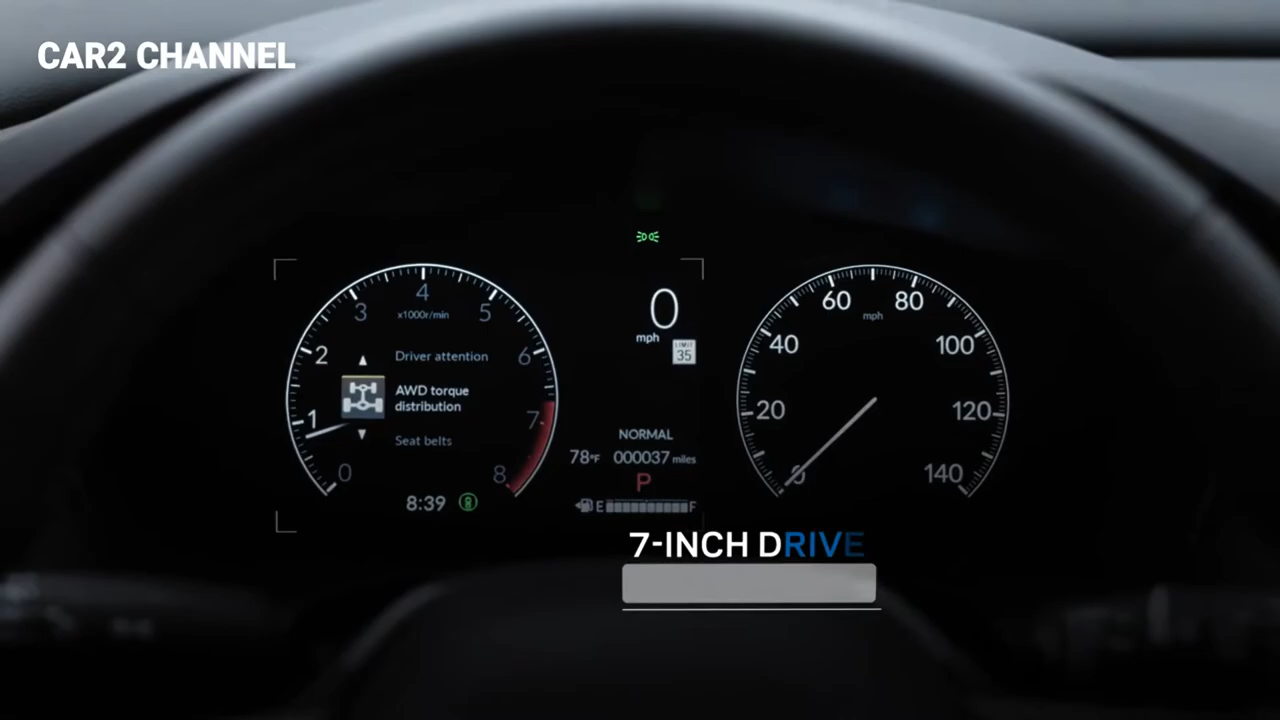 CAR2 CHANNEL
4
3
5
x1000r/min
2
6
Driver attention
AWD torque
distribution
1
7
Seat belts
0
8
8:39
0
mph
LIMIT
35
NORMAL
78°F 000037 miles
P
E F
60
80
mph
40
100
20
120
0
140
7-INCH DRIVE